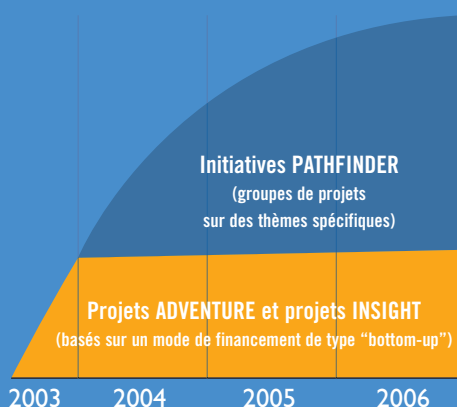 Initiatives PATHFINDER
(groupes de projets
sur des thèmes spécifiques)
Projets ADVENTURE et projets INSIGHT
(basés sur un mode de financement de type “bottom-up”)
2003 2004 2005 2006